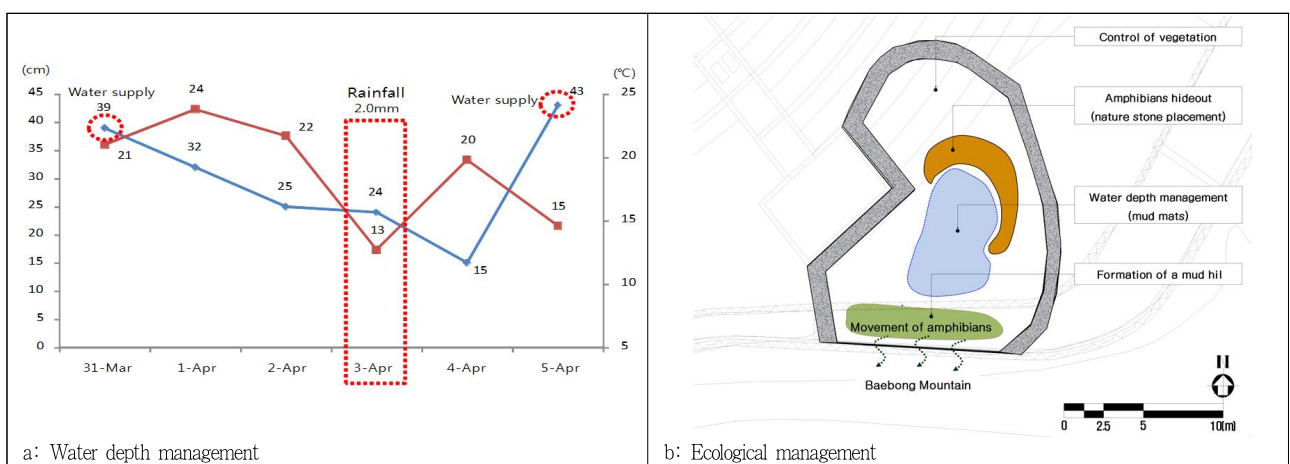 (cm)
(℃)
Water supply
Rainfall
2.0mm
Water supply
45
40
35
30
25
20
15
10
5
0
39
32
25
24
15
43
21
24
22
13
20
15
25
20
15
10
5
31-Mar
1-Apr
2-Apr
3-Apr
4-Apr
5-Apr
a: Water depth management
Control of vegetation
Amphibians hideout
(nature stone placement)
Water depth management
(mud mats)
Formation of a mud hil
Movement of amphibians
Baebong Mountain
0 2.5 5 10(m)
b: Ecological management